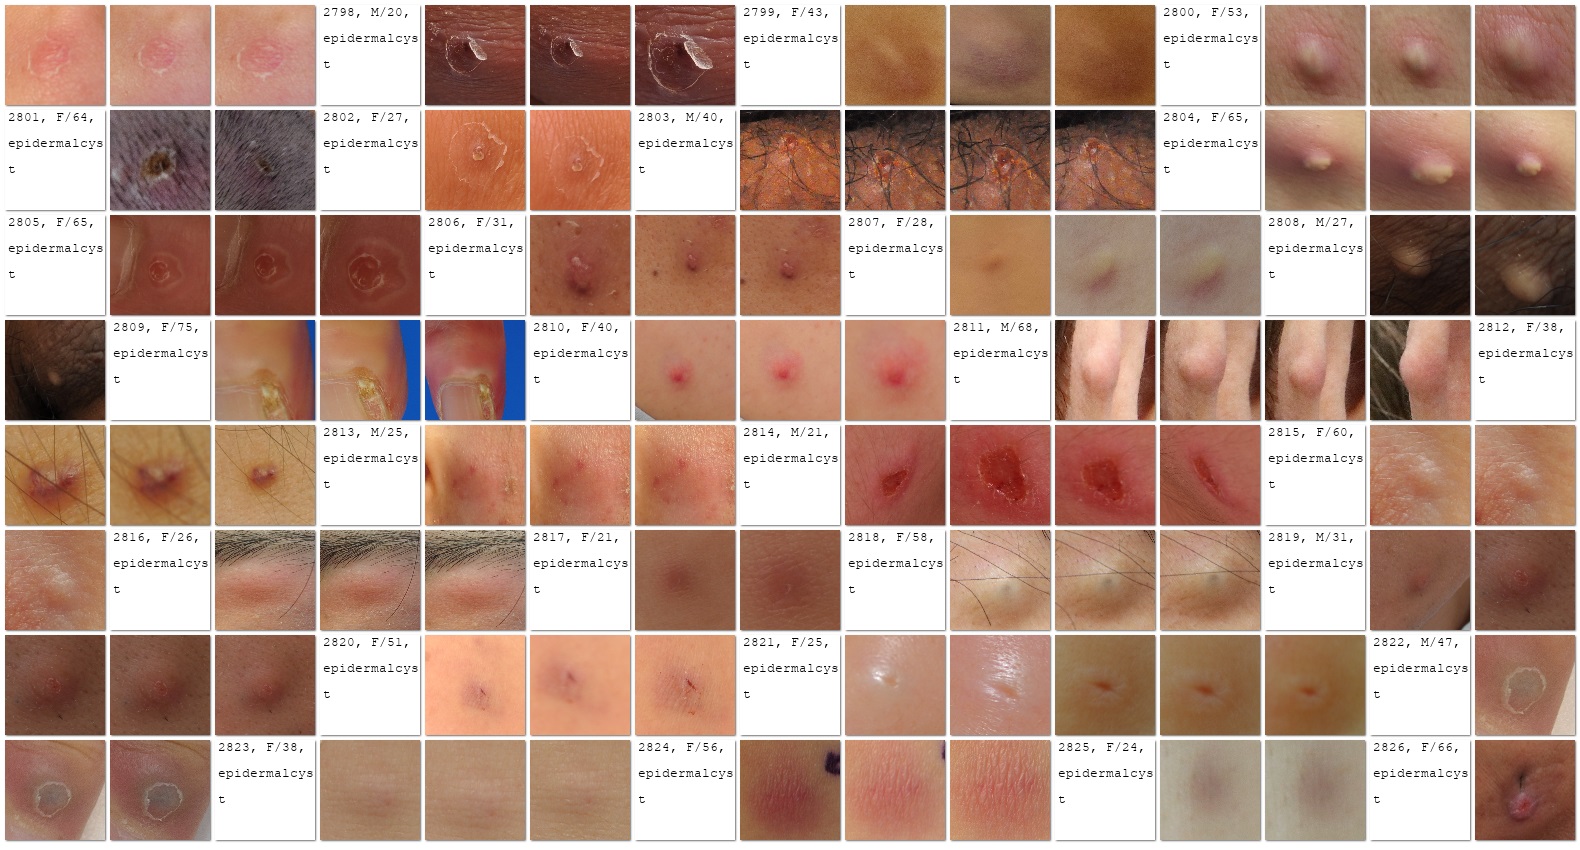 2798, M/20,
epidermalcys
t
2799, F/43,
epidermalcys
t
2800, F/53,
epidermalcys
t
2801, F/64,
epidermalcys
t
2802, F/27,
epidermalcys
t
2803, M/40,
epidermalcys
t
2804, F/65,
epidermalcys
t
2805, F/65,
epidermalcys
t
2806, F/31,
epidermalcys
t
2807, F/28,
epidermalcys
t
2808, M/27,
epidermalcys
t
2809, F/75,
epidermalcys
t
2810, F/40,
epidermalcys
t
2811, M/68,
epidermalcys
t
2812, F/38,
epidermalcys
t
2813, M/25,
epidermalcys
t
2814, M/21,
epidermalcys
t
2815, F/60,
epidermalcys
t
2816, F/26,
epidermalcys
t
2817, F/21,
epidermalcys
t
2818, F/58,
epidermalcys
t
2819, M/31,
epidermalcys
t
2820, F/51,
epidermalcys
t
2821, F/25,
epidermalcys
t
2822, M/47,
epidermalcys
t
2823, F/38,
epidermalcys
t
2824, F/56,
epidermalcys
t
2825, F/24,
epidermalcys
t
2826, F/66,
epidermalcys
t